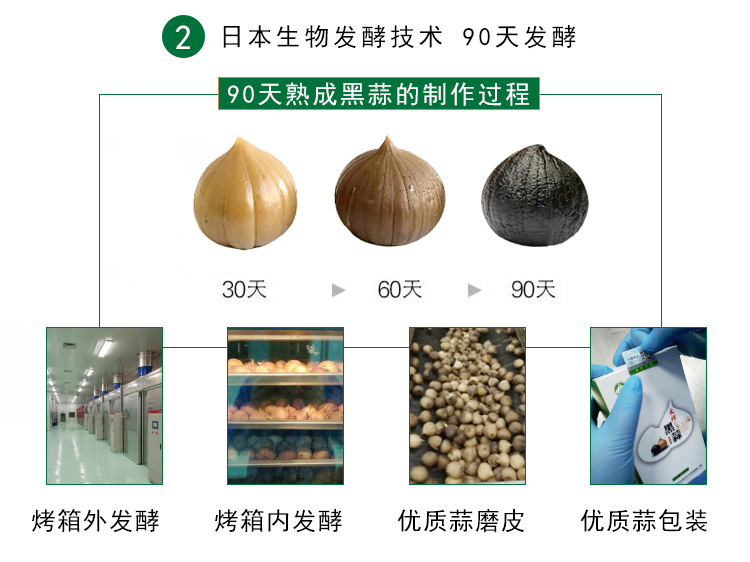 2 日本生物发酵技术 90天发酵
90天熟成黑蒜的制作过程
30天 ▶ 60天 ▶ 90天
黑蒜
烤箱外发酵 烤箱内发酵 优质蒜磨皮 优质蒜包装